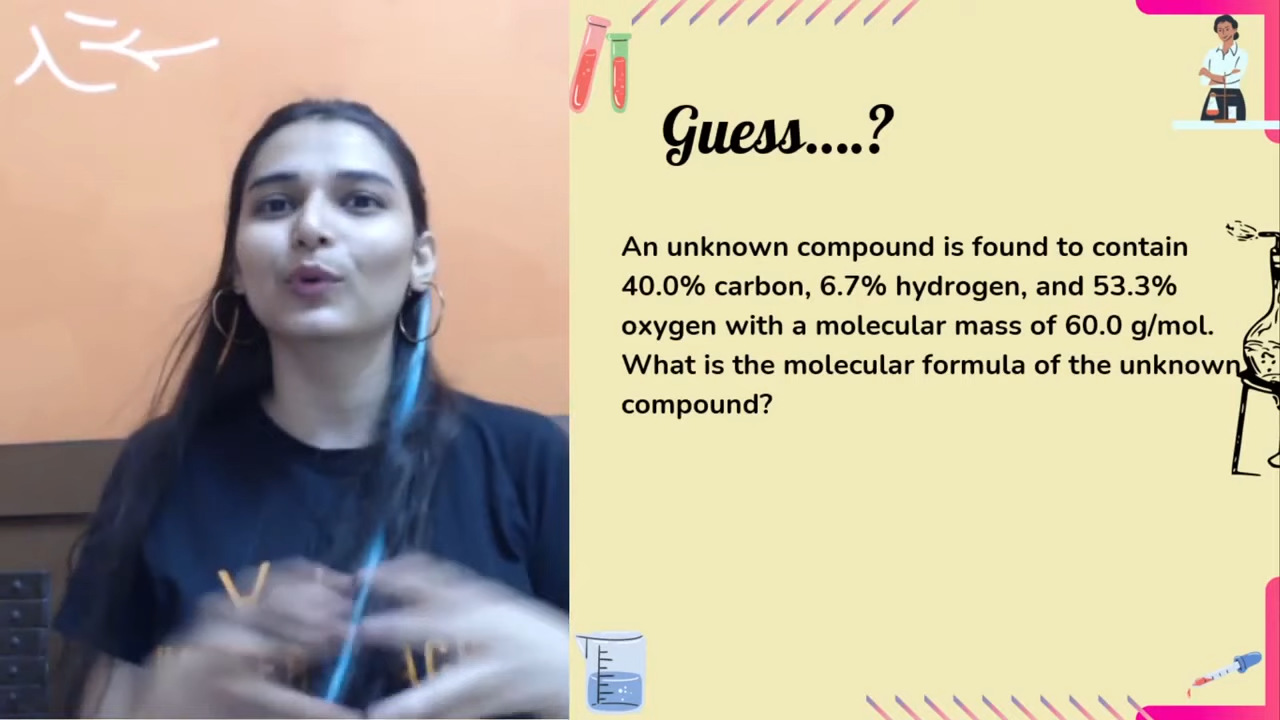 Guess....?
An unknown compound is found to contain
40.0% carbon, 6.7% hydrogen, and 53.3%
oxygen with a molecular mass of 60.0 g/mol.
What is the molecular formula of the unknown
compound?